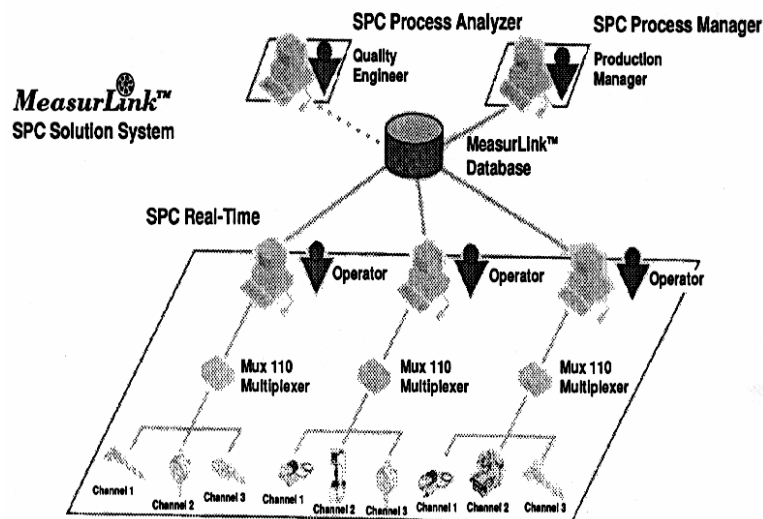 SPC Process Analyzer
SPC Process Manager
Quality
Engineer
Production
Manager
MeasurLink™
SPC Solution System
MeasurLink™
Database
SPC Real-Time
Operator
Operator
Operator
Mux 110
Multiplexer
Mux 110
Multiplexer
Mux 110
Multiplexer
Channel 1
Channel 2
Channel 3
Channel 1
Channel 2
Channel 3
Channel 1
Channel 2
Channel 3